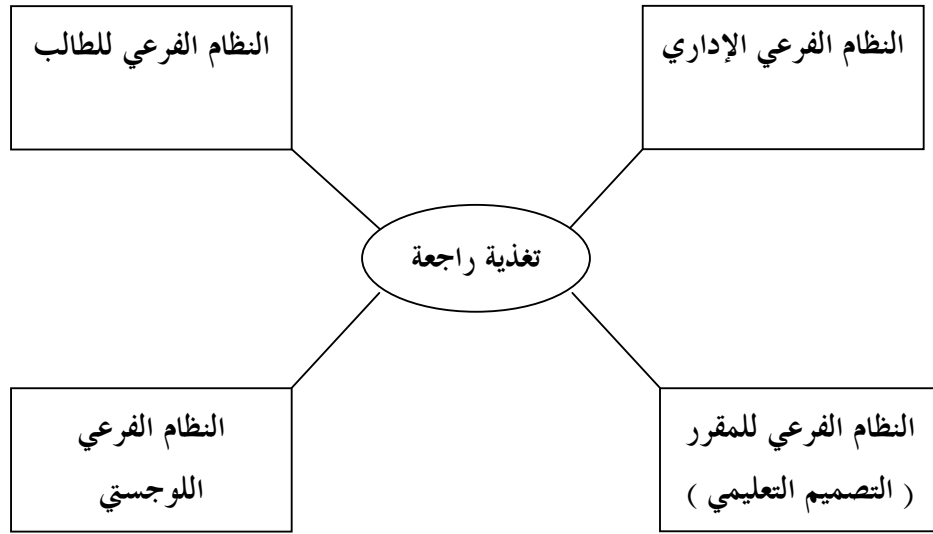 النظام الفرعي الإداري
النظام الفرعي للطالب
تغذية راجعة
النظام الفرعي للمقرر
( التصميم التعليمي )
النظام الفرعي
اللوجستي